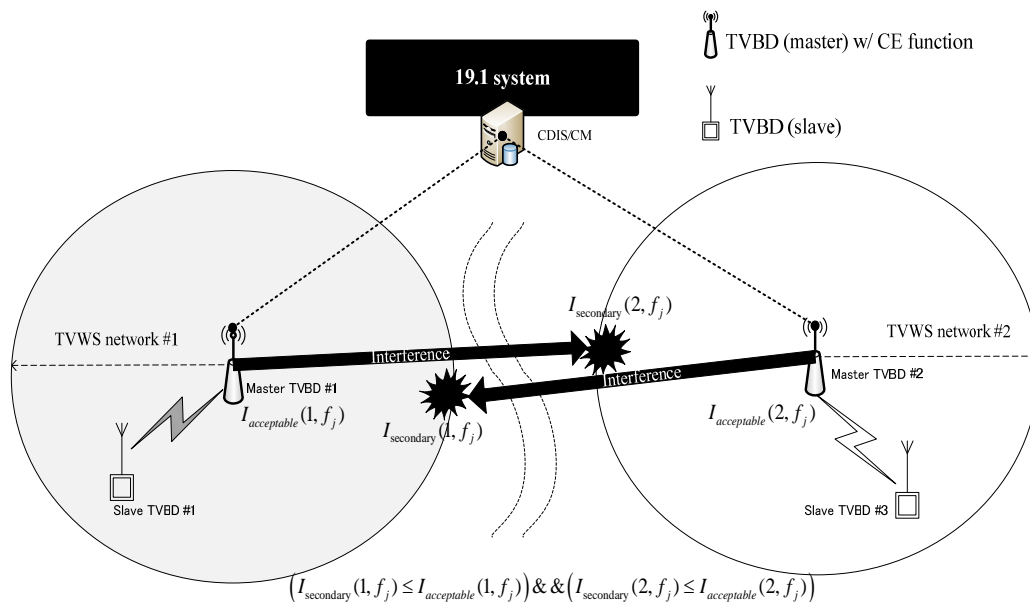 TVBD (master) w/ CE function
19.1 system
CDIS/CM
TVBD (slave)
I_secondary(2, f_j)
TVWS network #1
TVWS network #2
Interference
Interference
Master TVBD #1
Master TVBD #2
I_acceptable(1, f_j)
I_secondary(1, f_j)
I_acceptable(2, f_j)
Slave TVBD #1
Slave TVBD #3
(I_secondary(1, f_j) ≤ I_acceptable(1, f_j)) & & (I_secondary(2, f_j) ≤ I_acceptable(2, f_j))